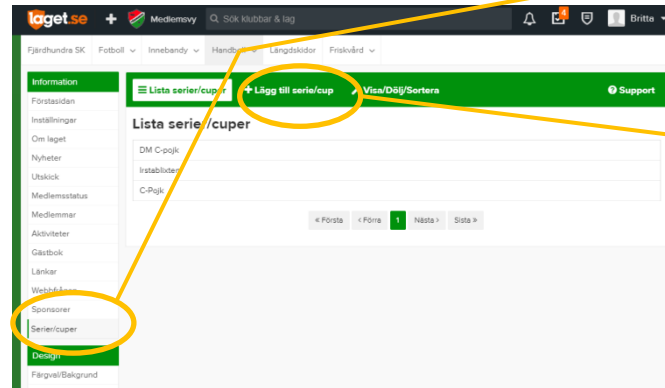 laget.se + Medlemsvy Sök klubbar & lag 4 Britta
Fjärdhundra SK Fotboll Innebandy Handboll Längdskidor Friskvård
Information
Förstasidan
Inställningar
Om laget
Nyheter
Utskick
Medlemsstatus
Medlemmar
Aktiviteter
Gästbok
Länkar
Webbfrågor
Sponsorer
Serier/cuper
Design
Färgval/Bakgrund
Lista serier/cuper + Lägg till serie/cup Visa/Dölj/Sortera Support
Lista serier/cuper
DM C-pojk
Irstablixten
C-Pojk
« Första < Förra 1 Nästa > Sista »